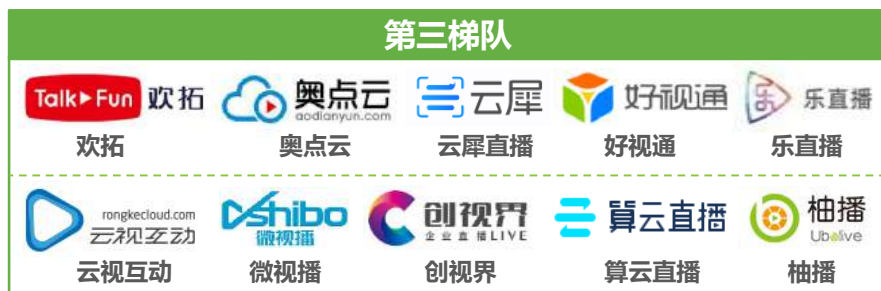 第三梯队
Talk Fun 欢拓
奥点云
aodianyun.com
云犀
好视通
乐 乐直播
欢拓
奥点云
云犀直播
好视通
乐直播
rongkecloud.com
云视互动
Vshibo
微视播
创视界
企业直播LIVE
算云直播
柚播
Ubolive
云视互动
微视播
创视界
算云直播
柚播